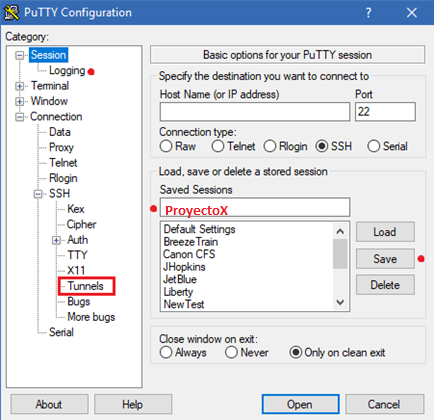 PuTTY Configuration
?
Category:
Session
Logging
Terminal
Window
Connection
Data
Proxy
Telnet
Rlogin
SSH
Kex
Cipher
Auth
TTY
X11
Tunnels
Bugs
More bugs
Serial
Basic options for your PuTTY session
Specify the destination you want to connect to
Host Name (or IP address) Port
22
Connection type:
Raw Telnet Rlogin SSH Serial
Load, save or delete a stored session
Saved Sessions
ProyectoX
Default Settings
BreezeTrain
Canon CFS
JHopkins
JetBlue
Liberty
NewTest
Load
Save
Delete
Close window on exit:
Always Never Only on clean exit
About Help Open Cancel